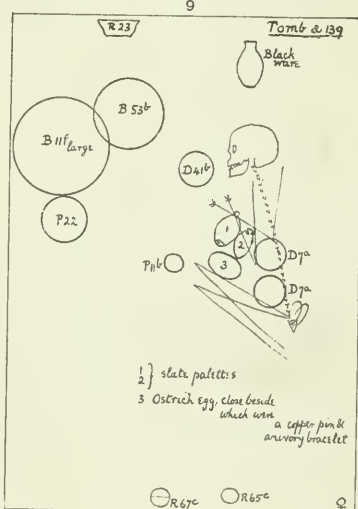 9
R23
Tomb a 139
Black
ware
B 53b
B 11f large
D41b
P22
1
2
D7a
P11b
3
D7a
1 } slate palettes
2
3 Ostrich Egg, close beside
which were
a copper pin &
an ivory bracelet
R67c
R65c
♀